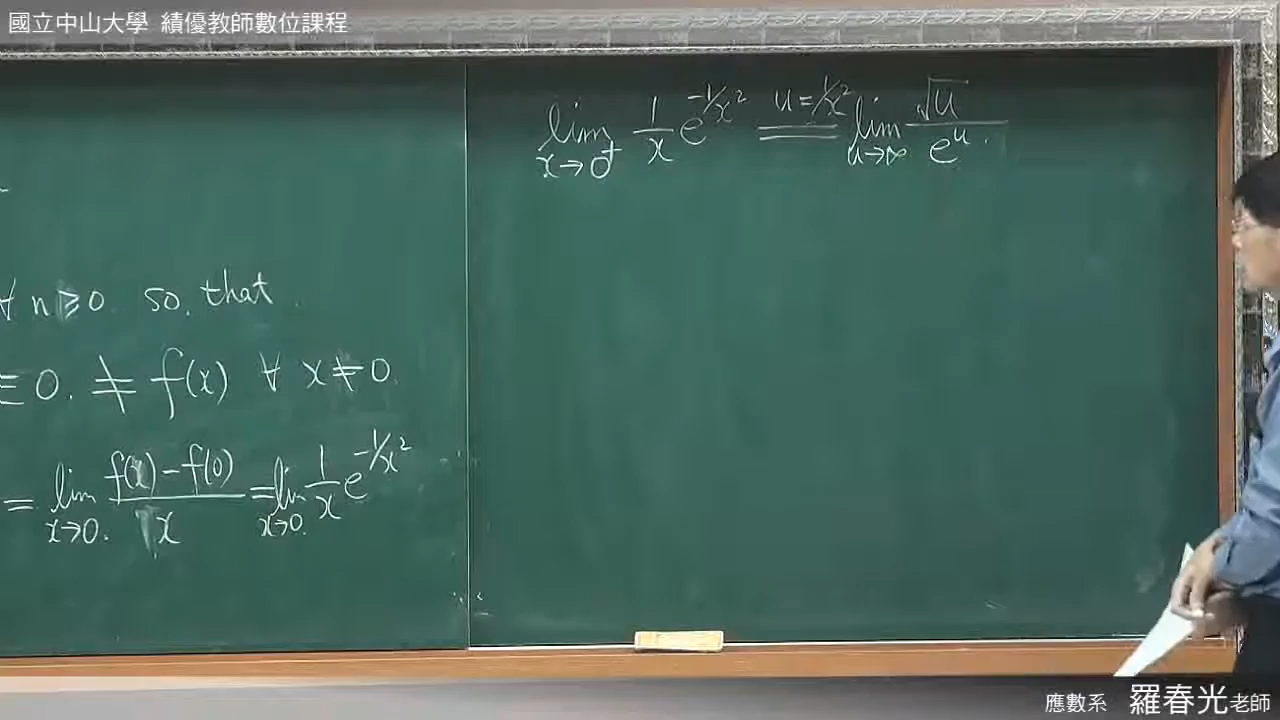 國立中山大學 績優教師數位課程
∀ n ≥ 0. so, that
≡ 0. ≠ f(x) ∀ x ≠ 0.
= lim_{x→0.} (f(x) − f(0))/x = lim_{x→0.} 1/x e^{−1/x²}
lim_{x→0⁺} 1/x e^{−1/x²} \overset{u=1/x²}{=} lim_{u→∞} √u/e^u.
應數系 羅春光老師